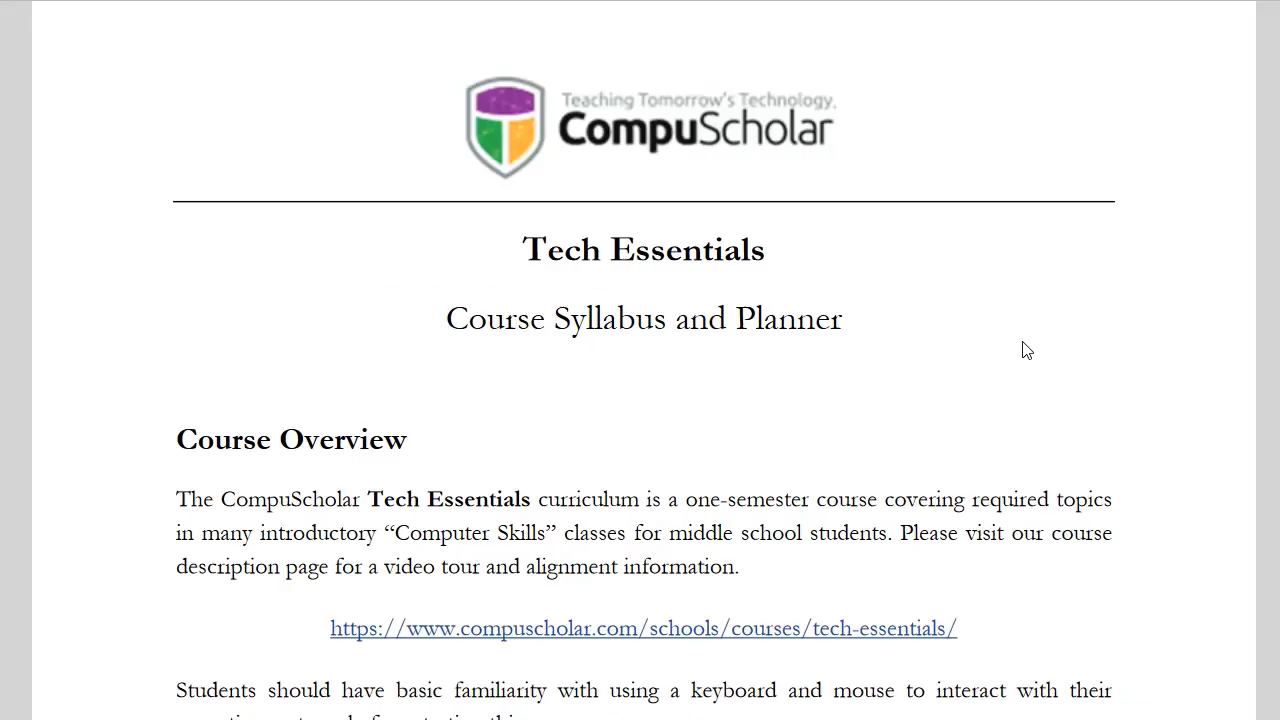 Teaching Tomorrow's Technology.
CompuScholar
Tech Essentials
Course Syllabus and Planner
Course Overview
The CompuScholar Tech Essentials curriculum is a one-semester course covering required topics
in many introductory “Computer Skills” classes for middle school students. Please visit our course
description page for a video tour and alignment information.
https://www.compuscholar.com/schools/courses/tech-essentials/
Students should have basic familiarity with using a keyboard and mouse to interact with their